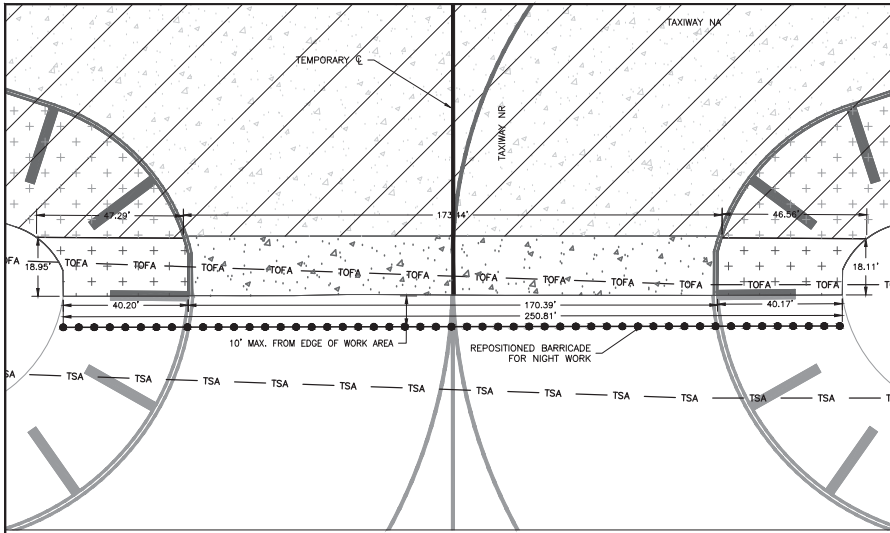 TAXIWAY NA
TEMPORARY ℄
TAXIWAY NR
47.29'
173.44'
46.56'
18.95'
18.11'
TOFA TOFA TOFA TOFA TOFA TOFA TOFA TOFA TOFA TOFA TOFA TOFA
40.20'
170.39'
40.17'
250.81'
10' MAX. FROM EDGE OF WORK AREA
REPOSITIONED BARRICADE
FOR NIGHT WORK
TSA TSA TSA TSA TSA TSA TSA TSA TSA TSA TSA